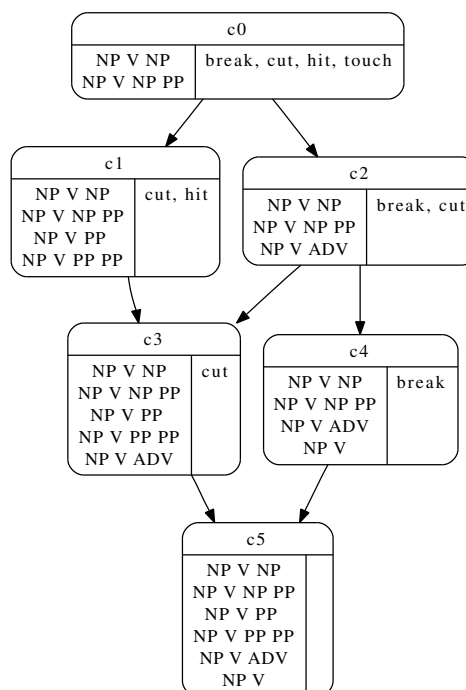 c0
NP V NP
NP V NP PP
break, cut, hit, touch
c1
NP V NP
NP V NP PP
NP V PP
NP V PP PP
cut, hit
c2
NP V NP
NP V NP PP
NP V ADV
break, cut
c3
NP V NP
NP V NP PP
NP V PP
NP V PP PP
NP V ADV
cut
c4
NP V NP
NP V NP PP
NP V ADV
NP V
break
c5
NP V NP
NP V NP PP
NP V PP
NP V PP PP
NP V ADV
NP V